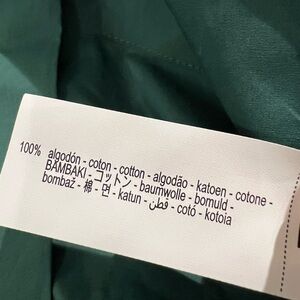 100% algodón - coton - cotton - algodão - katoen - cotone -
BAMBAKI - コットン - baumwolle - bomuld -
bombaž - 棉 - 면 - katun - قطن - cotó - kotoia